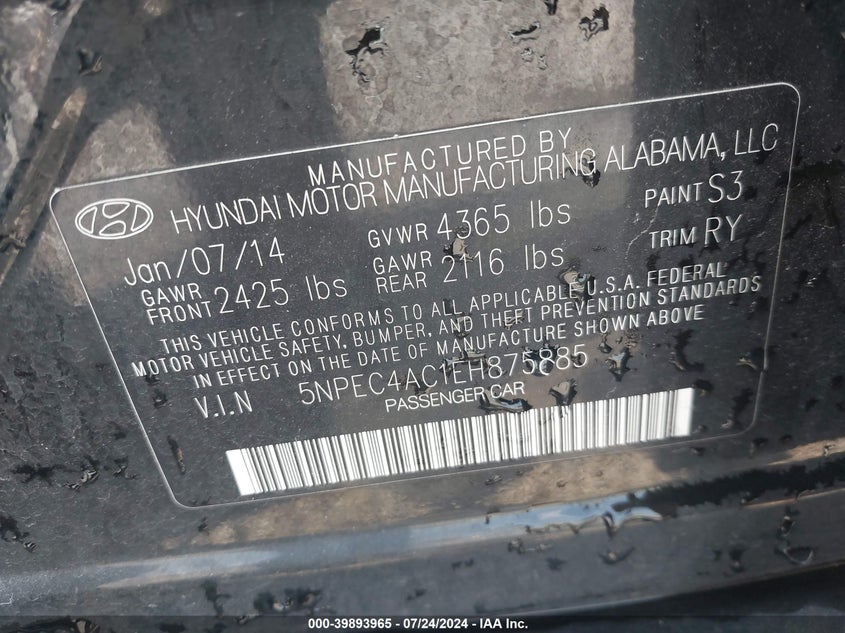 MANUFACTURED BY
HYUNDAI MOTOR MANUFACTURING ALABAMA, LLC
Jan/07/14 GVWR 4365 lbs PAINT S3
GAWR FRONT 2425 lbs GAWR REAR 2116 lbs TRIM RY
THIS VEHICLE CONFORMS TO ALL APPLICABLE U.S.A. FEDERAL
MOTOR VEHICLE SAFETY, BUMPER, AND THEFT PREVENTION STANDARDS
IN EFFECT ON THE DATE OF MANUFACTURE SHOWN ABOVE
V.I.N 5NPEC4AC1EH875885
PASSENGER CAR
000-39893965 - 07/24/2024 - IAA Inc.